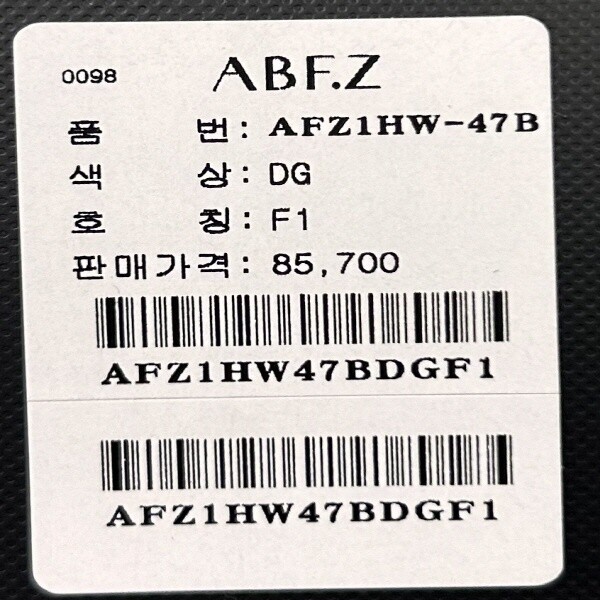 0098 ABF.Z
품 번: AFZ1HW-47B
색 상: DG
호 칭: F1
판매가격: 85,700
AFZ1HW47BDGF1
AFZ1HW47BDGF1